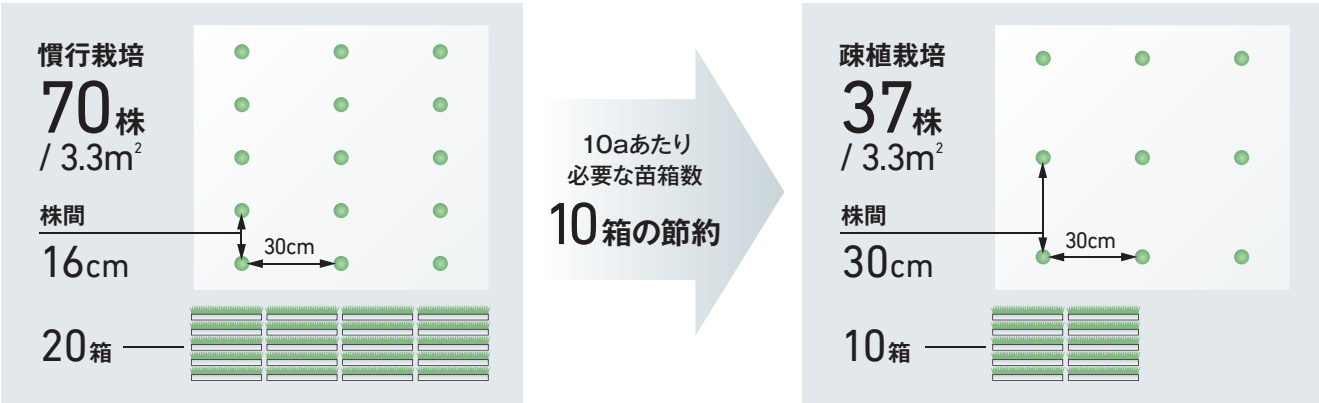 慣行栽培
70株
/ 3.3m²
株間
16cm
30cm
20箱
10aあたり
必要な苗箱数
10箱の節約
疎植栽培
37株
/ 3.3m²
株間
30cm
30cm
10箱